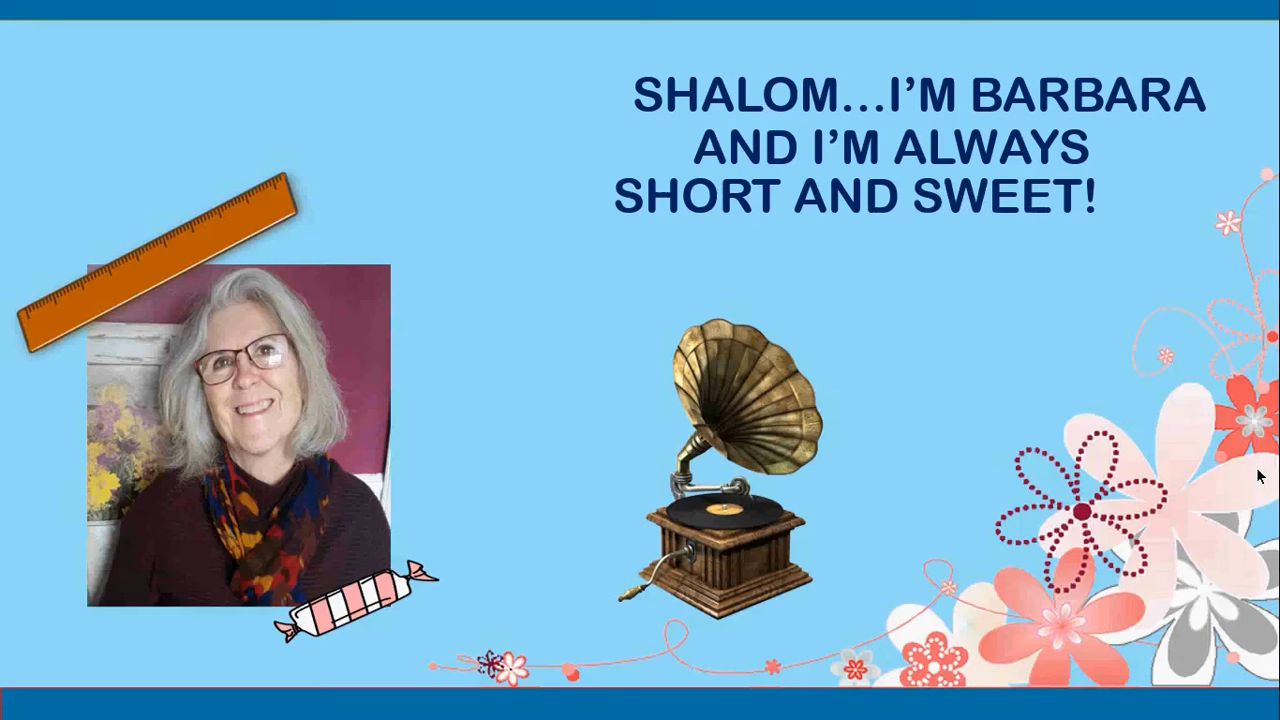 SHALOM...I’M BARBARA
AND I’M ALWAYS
SHORT AND SWEET!